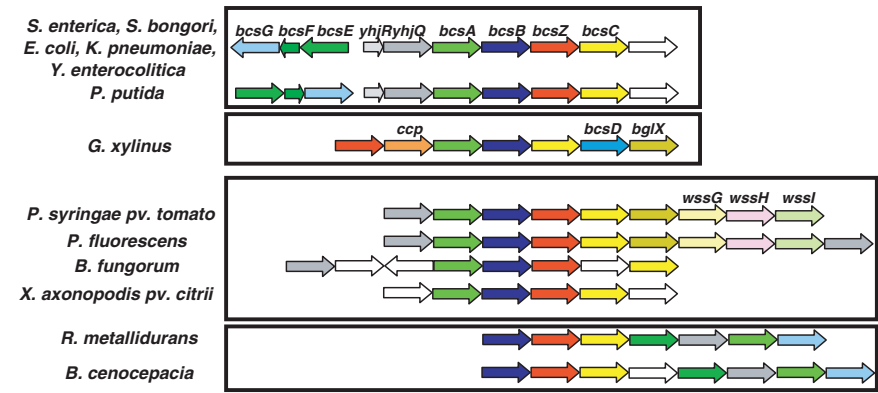 S. enterica, S. bongori,
E. coli, K. pneumoniae,
Y. enterocolitica
bcsG bcsF bcsE yhjR yhjQ bcsA bcsB bcsZ bcsC
P. putida
G. xylinus
ccp bcsD bglX
P. syringae pv. tomato
wssG wssH wssI
P. fluorescens
B. fungorum
X. axonopodis pv. citrii
R. metallidurans
B. cenocepacia